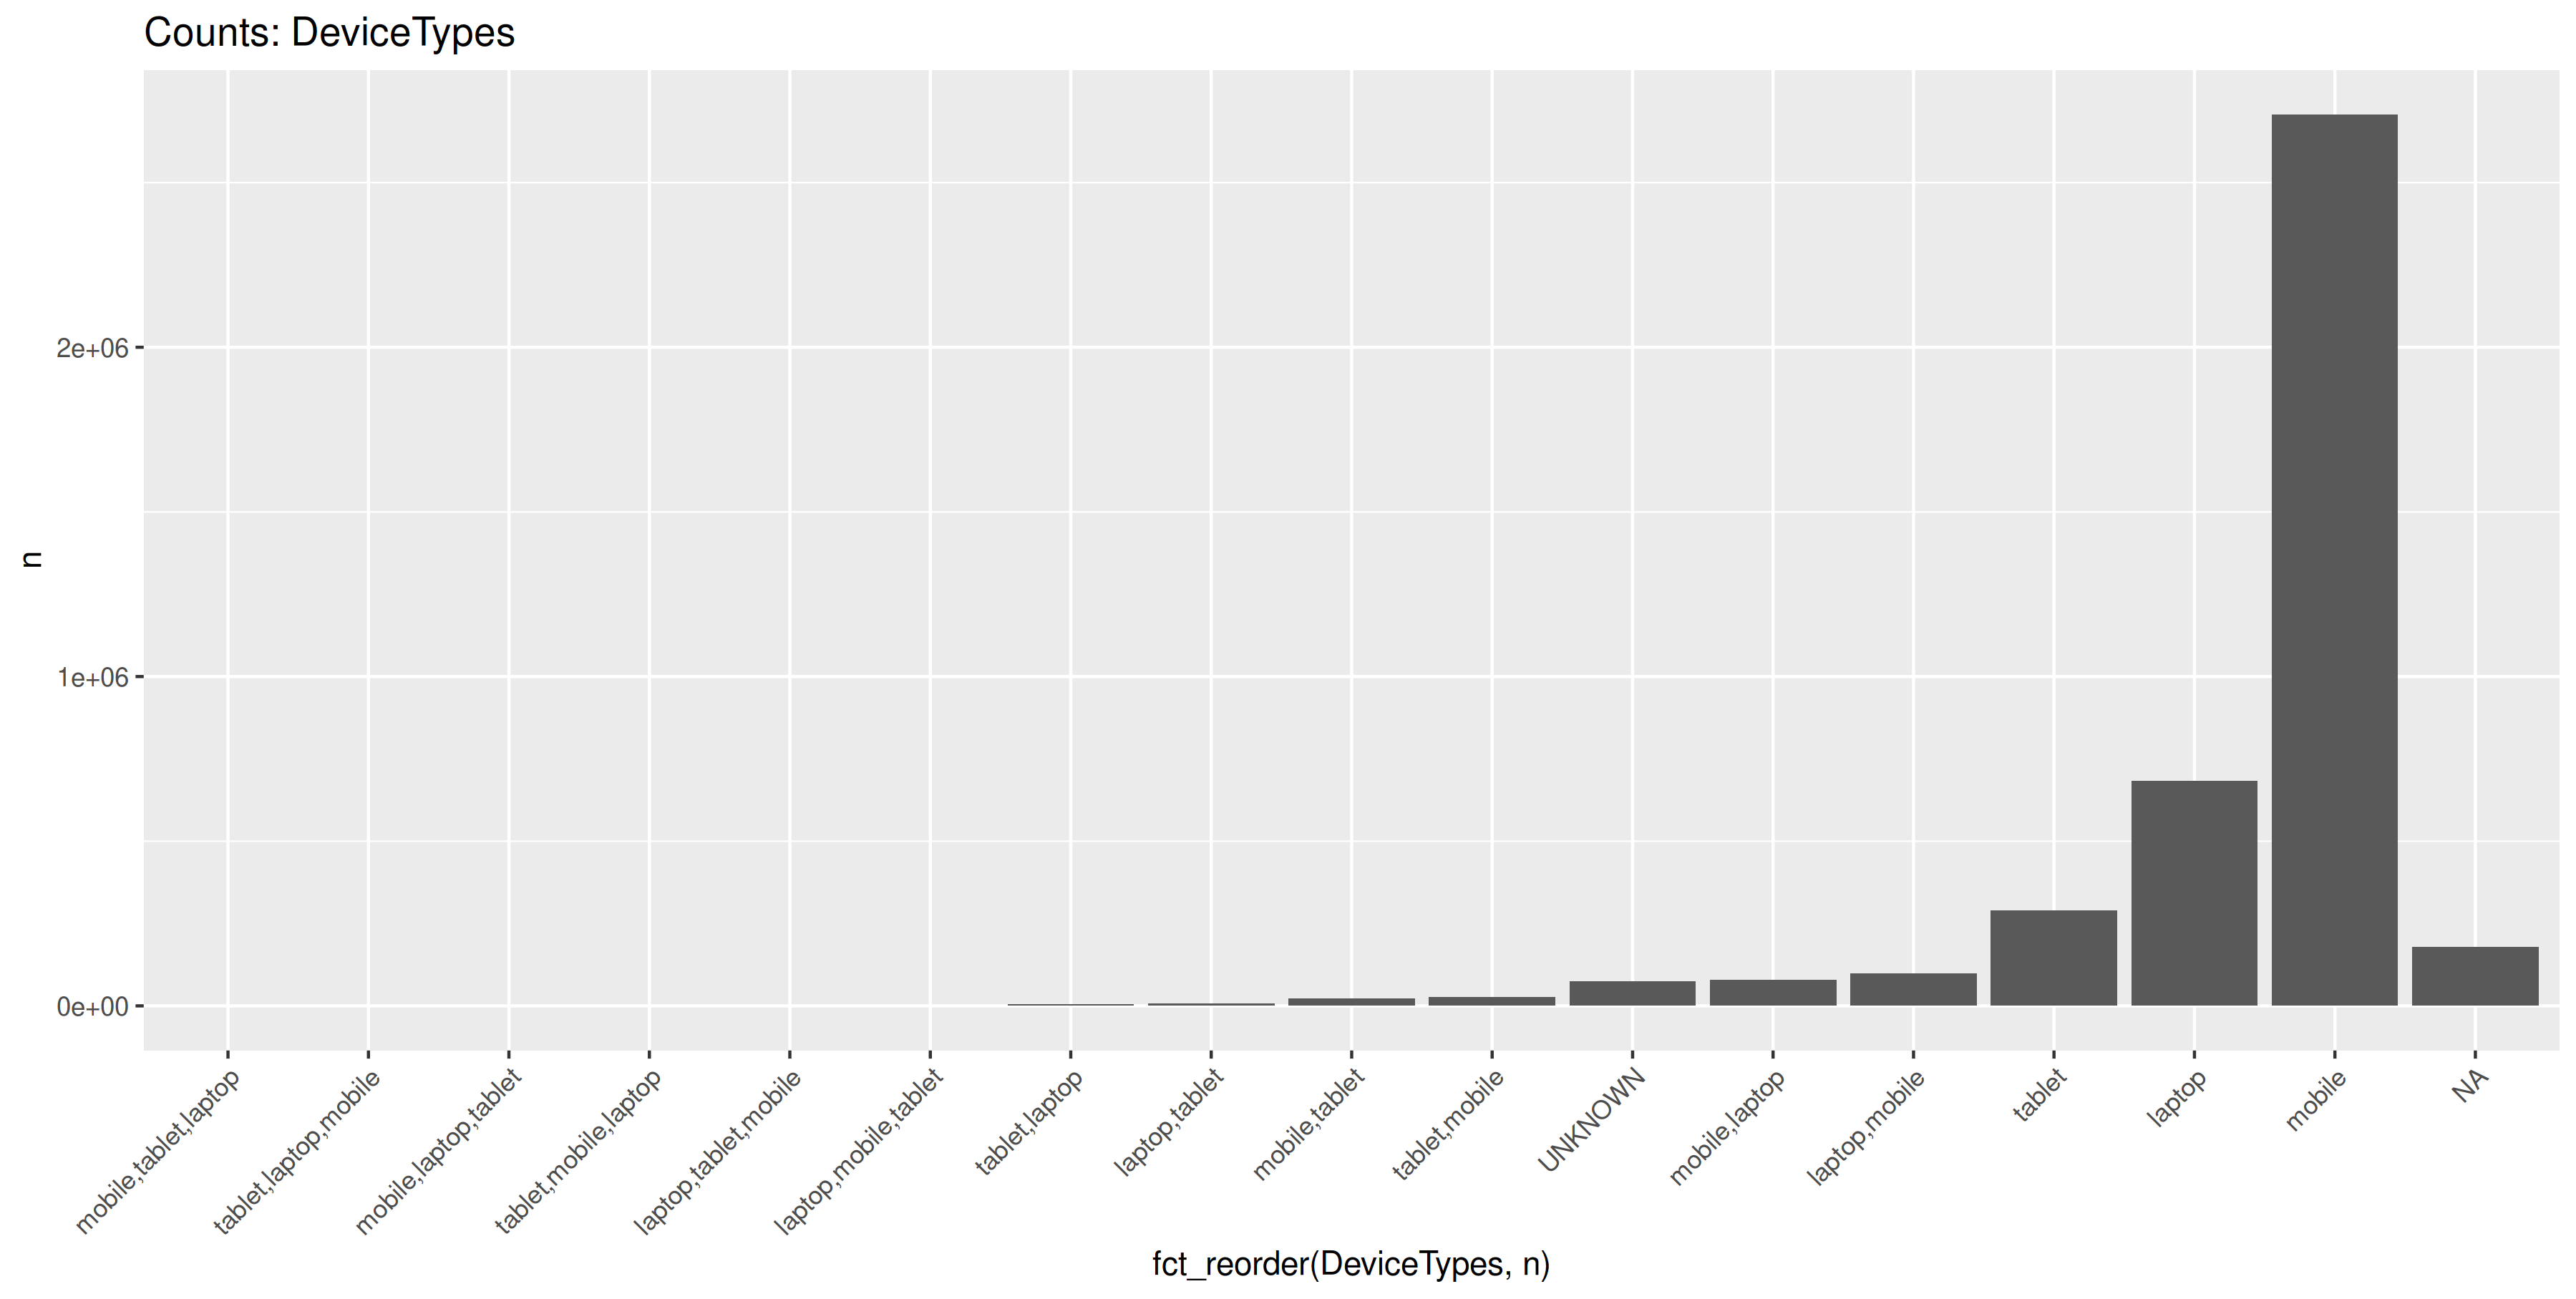 Counts: DeviceTypes
n
2e+06
1e+06
0e+00
mobile,tablet,laptop
tablet,laptop,mobile
mobile,laptop,tablet
tablet,mobile,laptop
laptop,tablet,mobile
laptop,mobile,tablet
tablet,laptop
laptop,tablet
mobile,tablet
tablet,mobile
UNKNOWN
mobile,laptop
laptop,mobile
tablet
laptop
mobile
NA
fct_reorder(DeviceTypes, n)